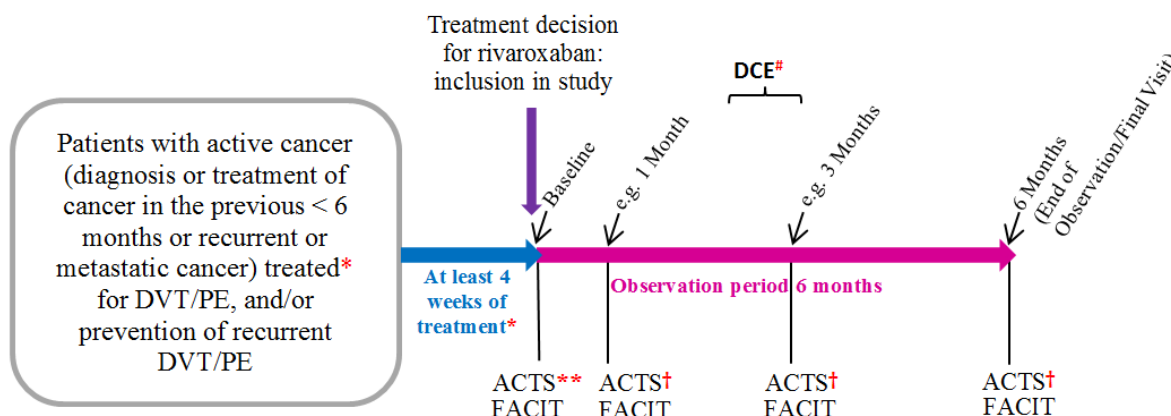 Treatment decision
for rivaroxaban:
inclusion in study
DCE#
Patients with active cancer
(diagnosis or treatment of
cancer in the previous < 6
months or recurrent or
metastatic cancer) treated*
for DVT/PE, and/or
prevention of recurrent
DVT/PE
Baseline
e.g. 1 Month
e.g. 3 Months
6 Months
(End of
Observation/Final Visit)
At least 4
weeks of
treatment*
Observation period 6 months
ACTS**
FACIT
ACTS†
FACIT
ACTS†
FACIT
ACTS†
FACIT